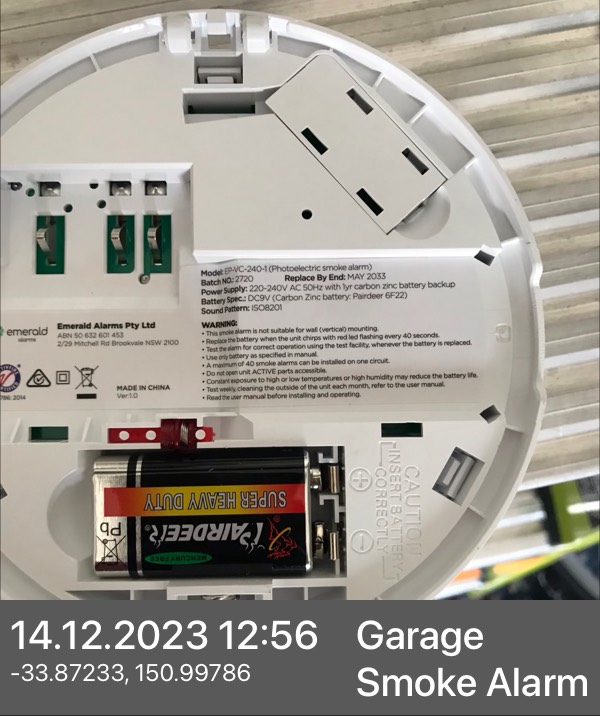 Model: EP-VC-240-1 (Photoelectric smoke alarm)
Batch NO.: 2720 Replace By End: MAY 2033
Power Supply: 220-240V AC 50Hz with 1yr carbon zinc battery backup
Battery Spec.: DC9V (Carbon Zinc battery: Pairdeer 6F22)
Sound Pattern: ISO8201
WARNING:
• This smoke alarm is not suitable for wall (vertical) mounting.
• Replace the battery when the unit chirps with red led flashing every 40 seconds.
• Test the alarm for correct operation using the test facility, whenever the battery is replaced.
• Use only battery as specified in manual.
• A maximum of 40 smoke alarms can be installed on one circuit.
• Do not open unit ACTIVE parts accessible.
• Constant exposure to high or low temperatures or high humidity may reduce the battery life.
• Test weekly, cleaning the outside of the unit each month, refer to the user manual.
• Read the user manual before installing and operating.
emerald
alarms
Emerald Alarms Pty Ltd
ABN 50 632 601 453
2/29 Mitchell Rd Brookvale NSW 2100
3786: 2014
MADE IN CHINA
Ver:1.0
CAUTION:
INSERT BATTERY
CORRECTLY
SUPER HEAVY DUTY
PAIRDEER
MERCURY FREE
Pb
14.12.2023 12:56
-33.87233, 150.99786
Garage
Smoke Alarm